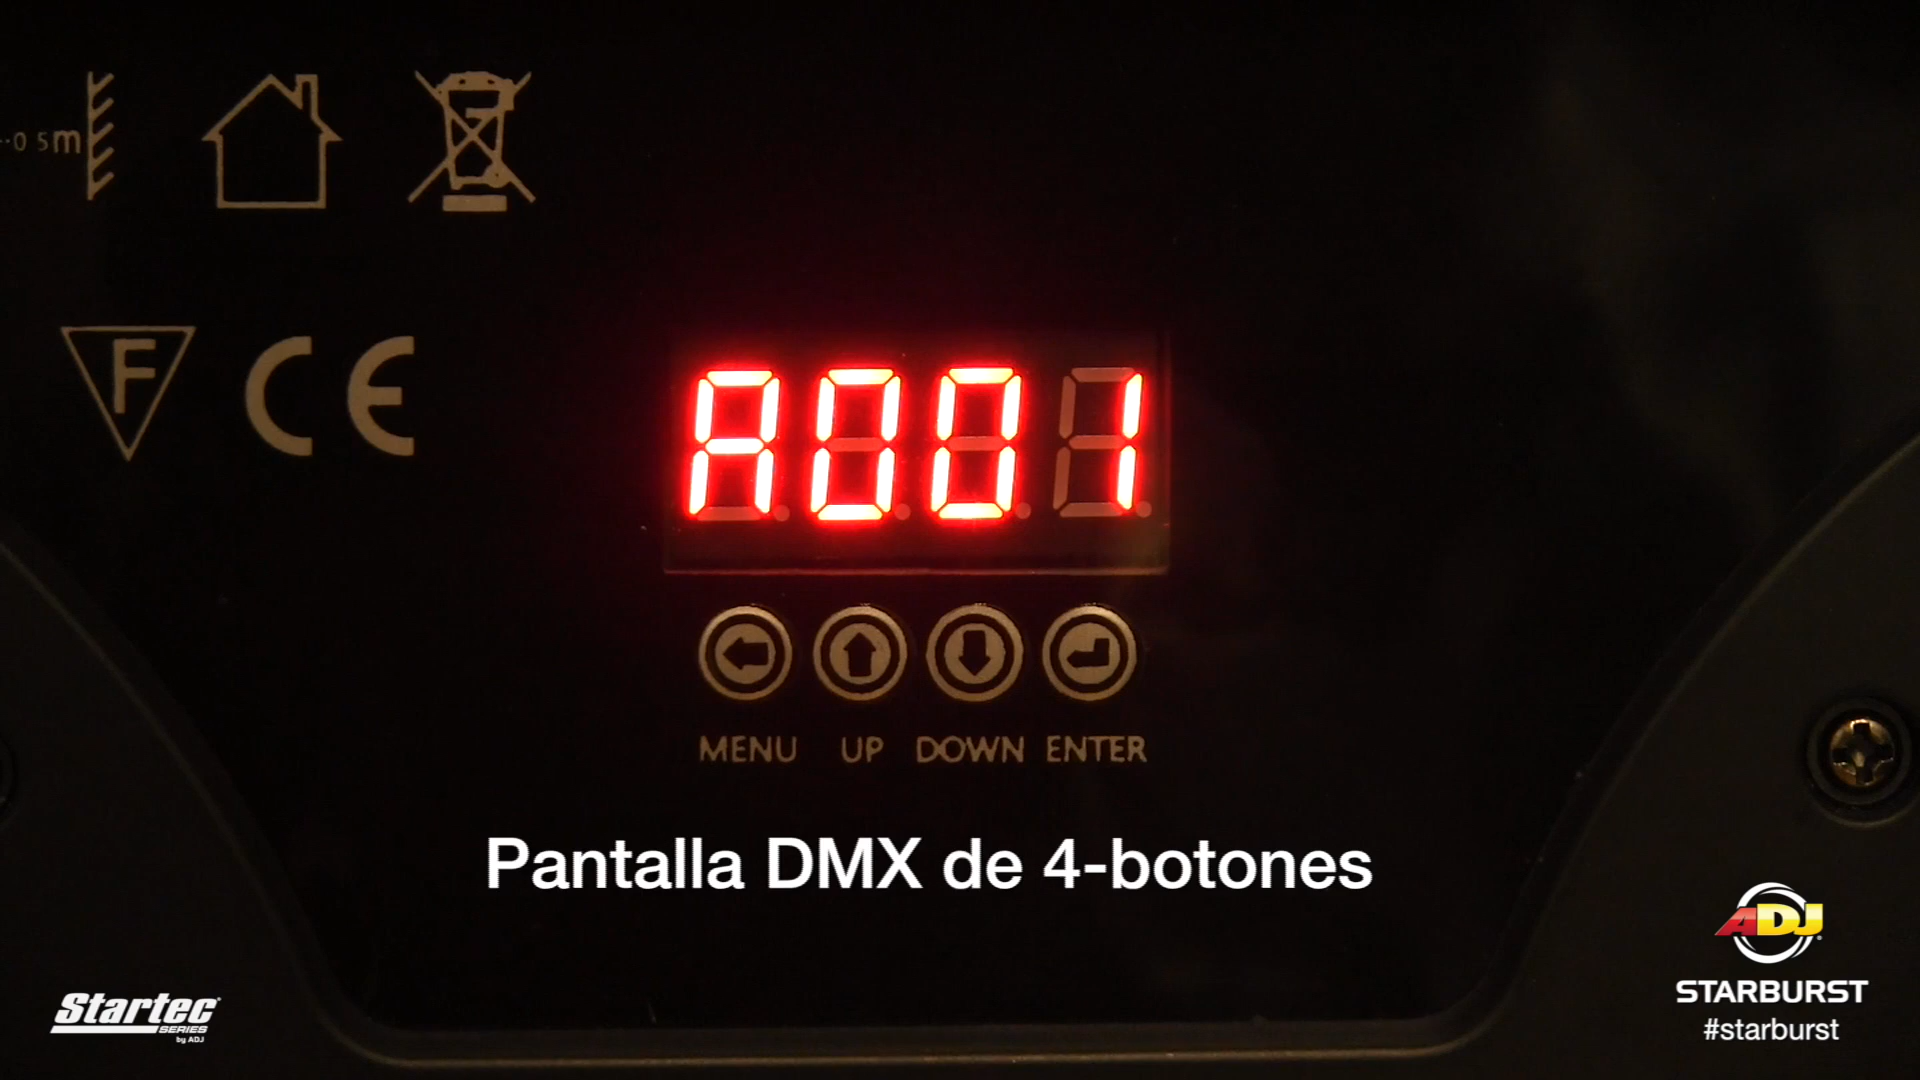 0 5m
F
CE
A001
MENU UP DOWN ENTER
Pantalla DMX de 4-botones
Startec
SERIES
by ADJ
ADJ
STARBURST
#starburst